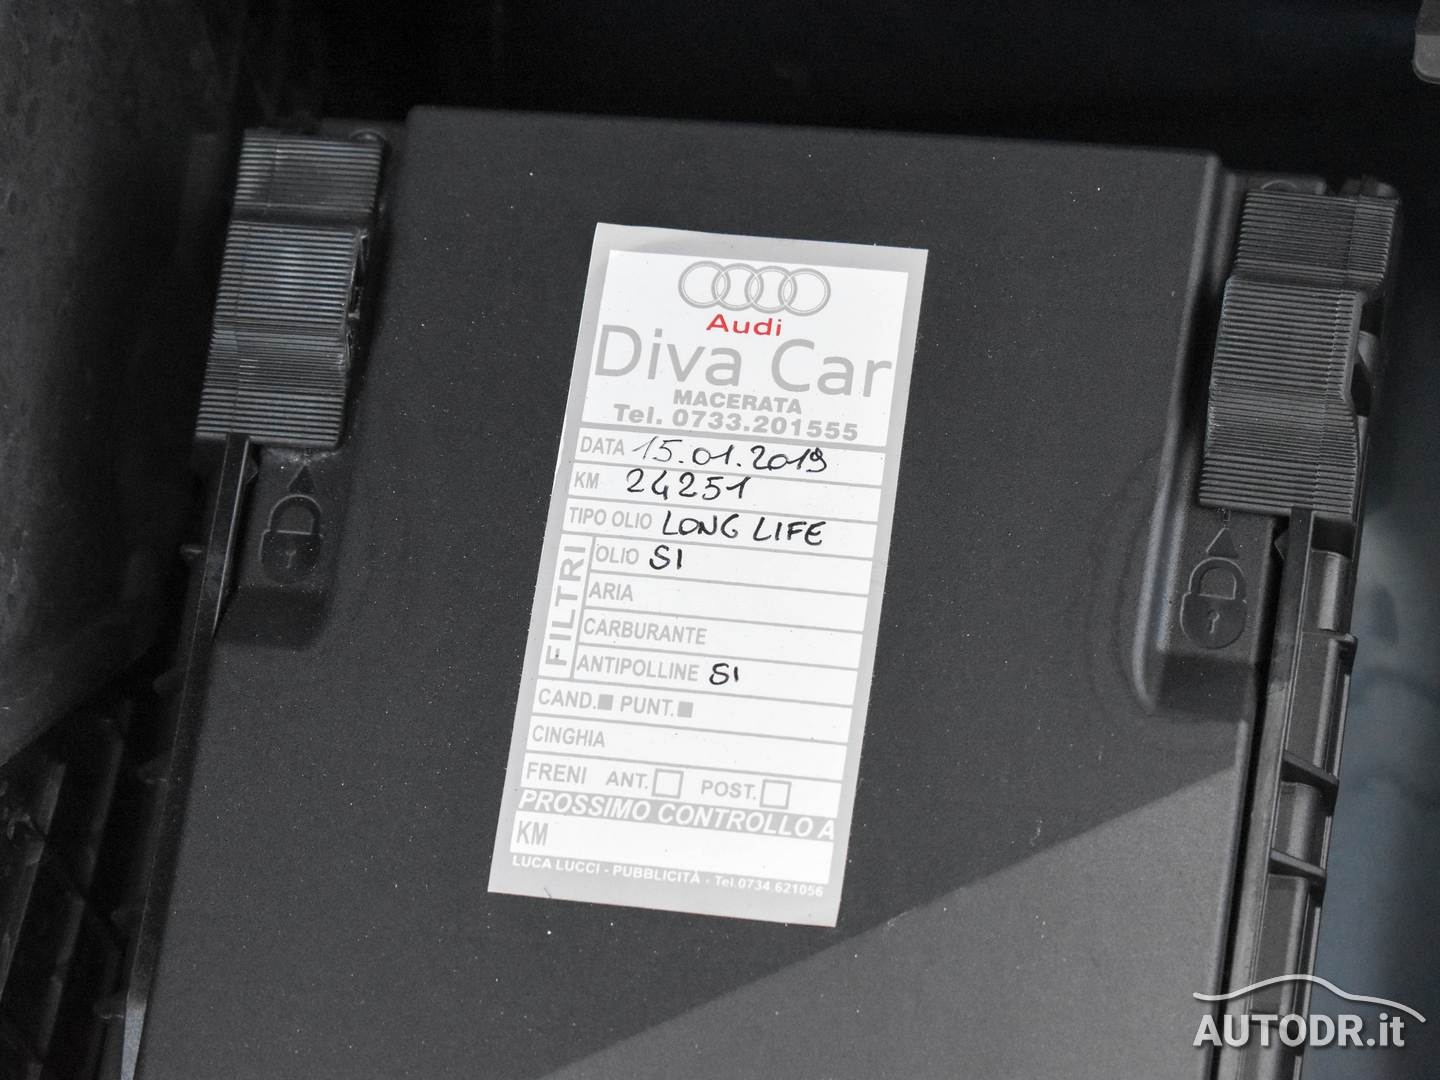 Audi
Diva Car
MACERATA
Tel. 0733.201555
DATA 15.01.2019
KM 24251
TIPO OLIO LONG LIFE
FILTRI
OLIO SI
ARIA
CARBURANTE
ANTIPOLLINE SI
CAND. PUNT.
CINGHIA
FRENI ANT. POST.
PROSSIMO CONTROLLO A
KM
LUCA LUCCI - PUBBLICITÀ - Tel.0734 621056
AUTODR.it